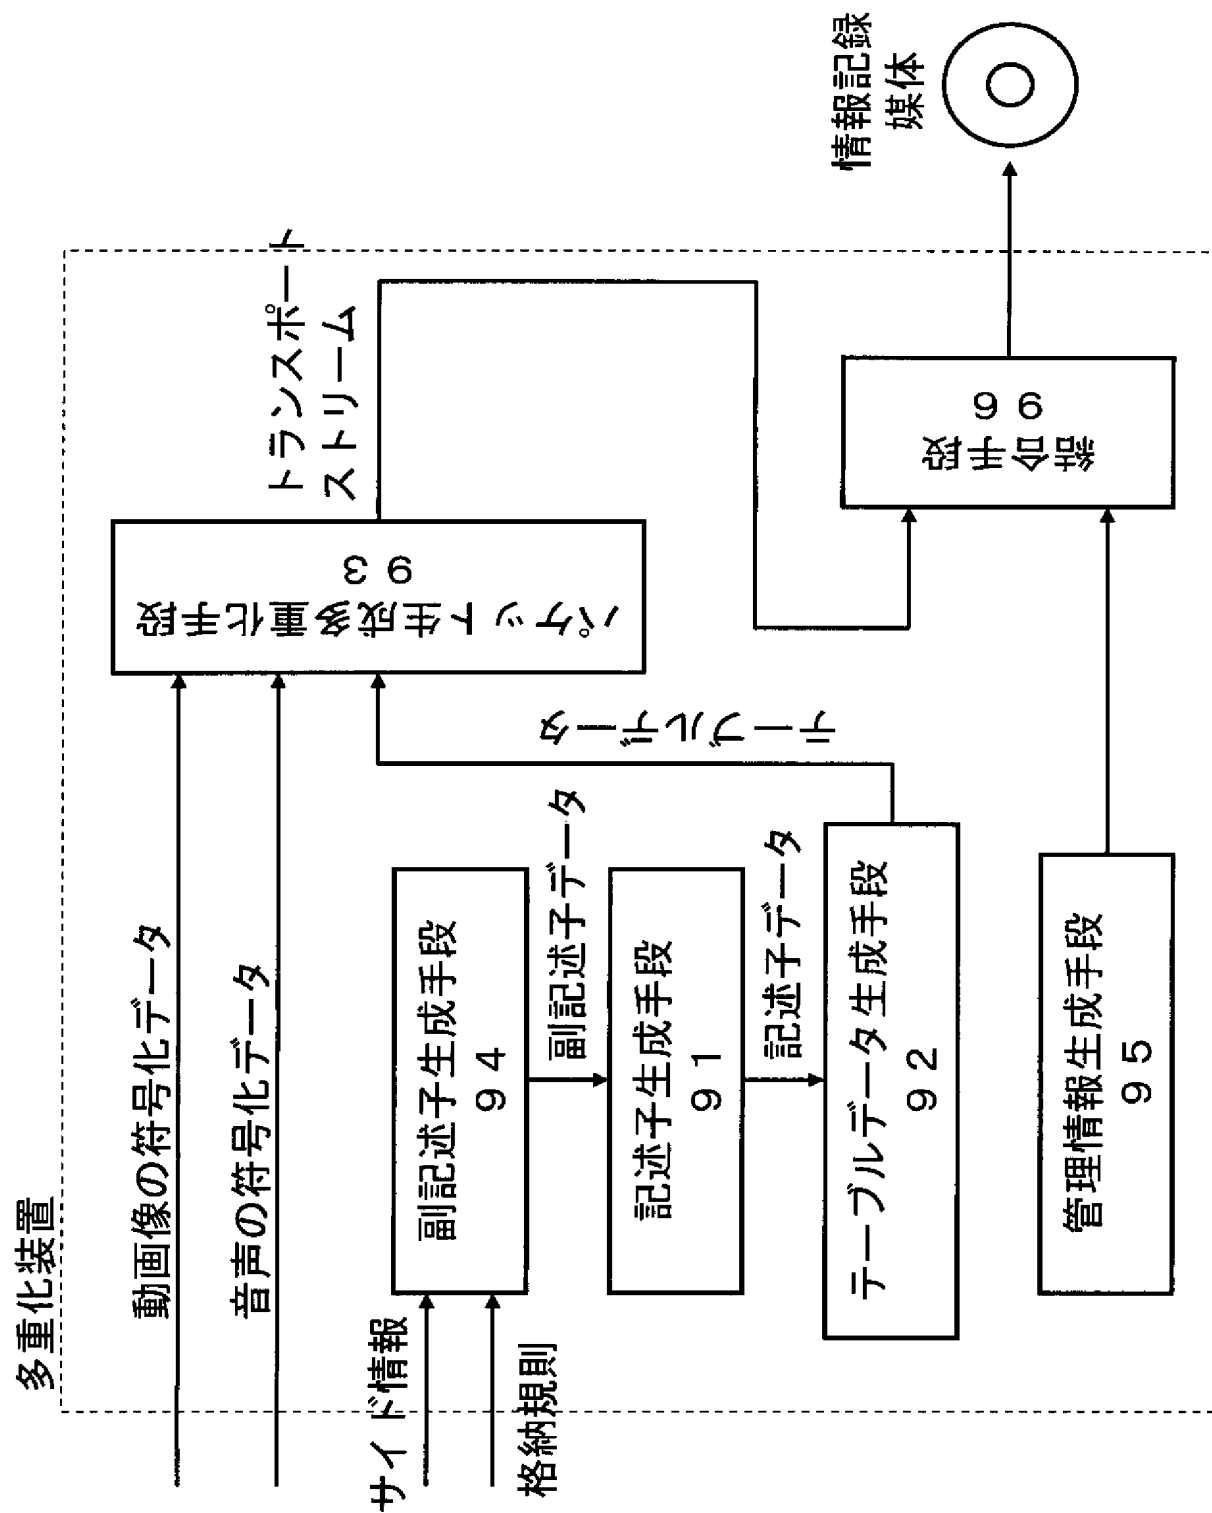 多重化装置
動画像の符号化データ
音声の符号化データ
サイド情報
格納規則
副記述子生成手段
94
副記述子データ
記述子生成手段
91
記述子データ
テーブルデータ生成手段
92
テーブルデータ
パケット生成多重化手段
93
トランスポート
ストリーム
管理情報生成手段
95
結合手段
96
情報記録
媒体